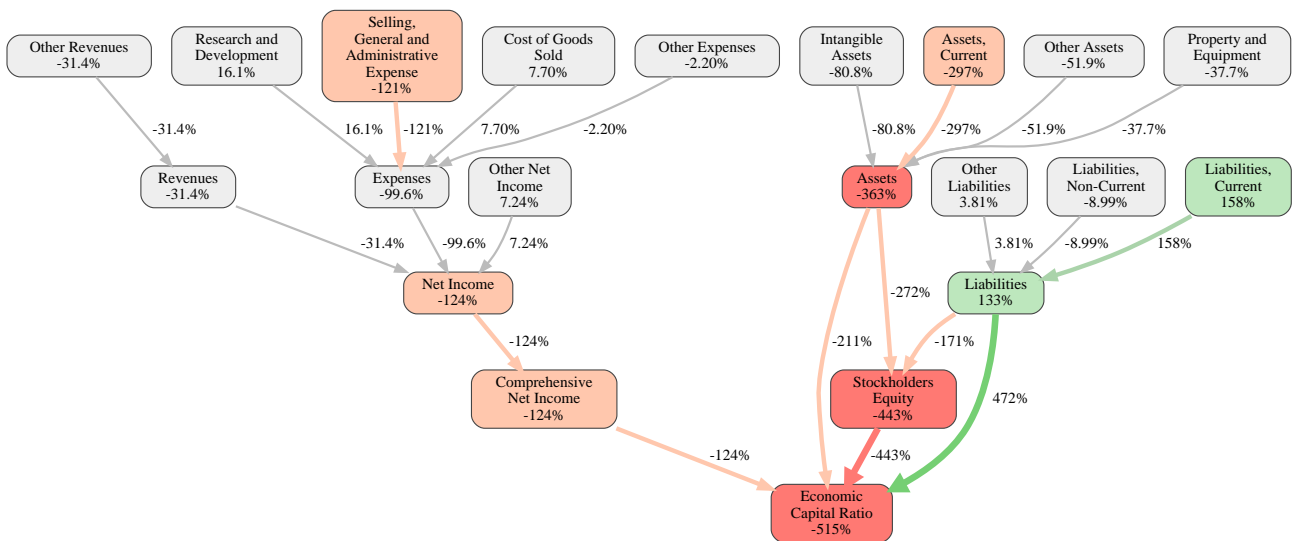 Other Revenues
-31.4%
Research and
Development
16.1%
Selling,
General and
Administrative
Expense
-121%
Cost of Goods
Sold
7.70%
Other Expenses
-2.20%
Intangible
Assets
-80.8%
Assets,
Current
-297%
Other Assets
-51.9%
Property and
Equipment
-37.7%
-31.4%
16.1%
-121%
7.70%
-2.20%
-80.8%
-297%
-51.9%
-37.7%
Revenues
-31.4%
Expenses
-99.6%
Other Net
Income
7.24%
Assets
-363%
Other
Liabilities
3.81%
Liabilities,
Non-Current
-8.99%
Liabilities,
Current
158%
-31.4%
-99.6%
7.24%
3.81%
-8.99%
158%
Net Income
-124%
-272%
Liabilities
133%
-124%
-211%
-171%
Comprehensive
Net Income
-124%
Stockholders
Equity
-443%
472%
-124%
-443%
Economic
Capital Ratio
-515%